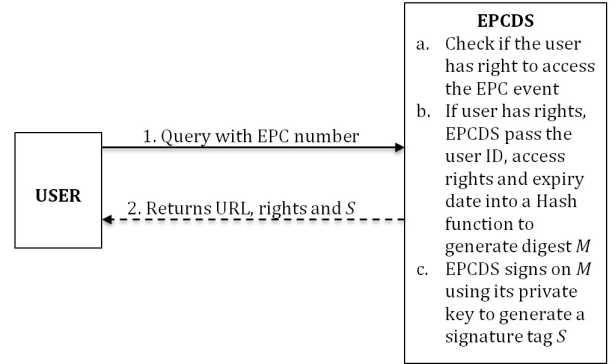 USER
1. Query with EPC number
2. Returns URL, rights and S
EPCDS
a. Check if the user
has right to access
the EPC event
b. If user has rights,
EPCDS pass the
user ID, access
rights and expiry
date into a Hash
function to
generate digest M
c. EPCDS signs on M
using its private
key to generate a
signature tag S